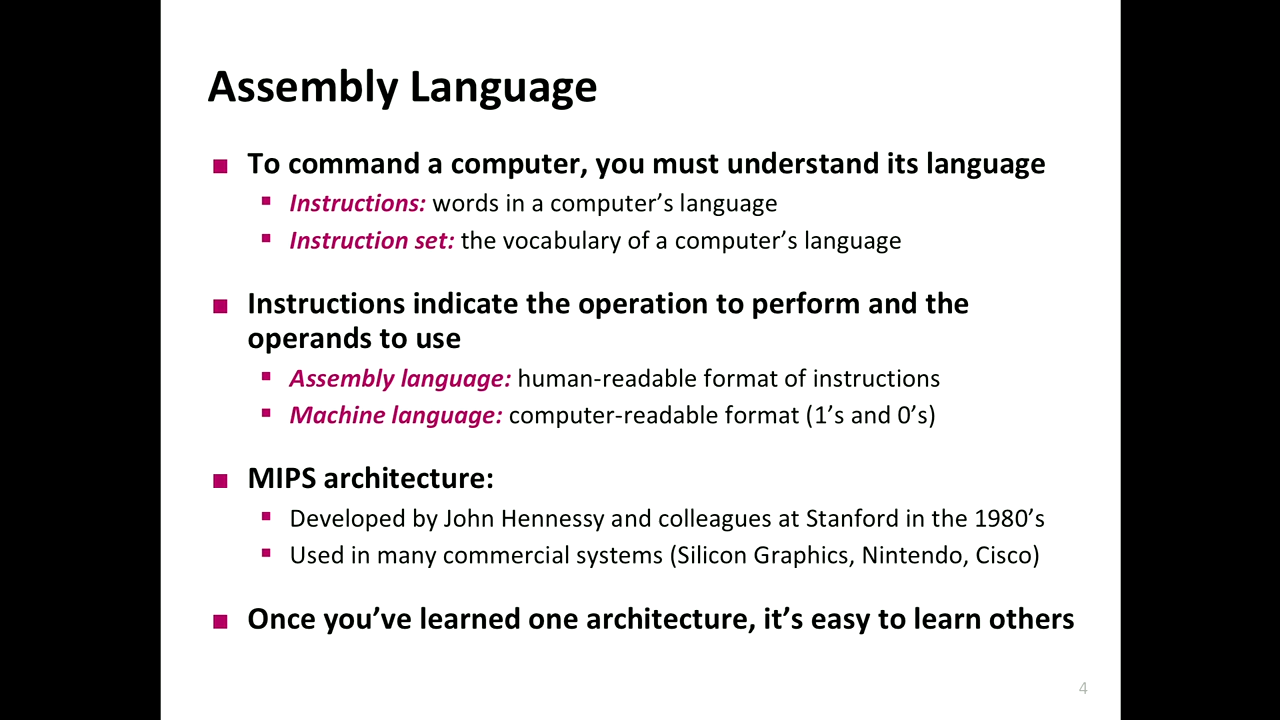 Assembly Language
■ To command a computer, you must understand its language
▪ Instructions: words in a computer’s language
▪ Instruction set: the vocabulary of a computer’s language
■ Instructions indicate the operation to perform and the
operands to use
▪ Assembly language: human-readable format of instructions
▪ Machine language: computer-readable format (1’s and 0’s)
■ MIPS architecture:
▪ Developed by John Hennessy and colleagues at Stanford in the 1980’s
▪ Used in many commercial systems (Silicon Graphics, Nintendo, Cisco)
■ Once you’ve learned one architecture, it’s easy to learn others
4